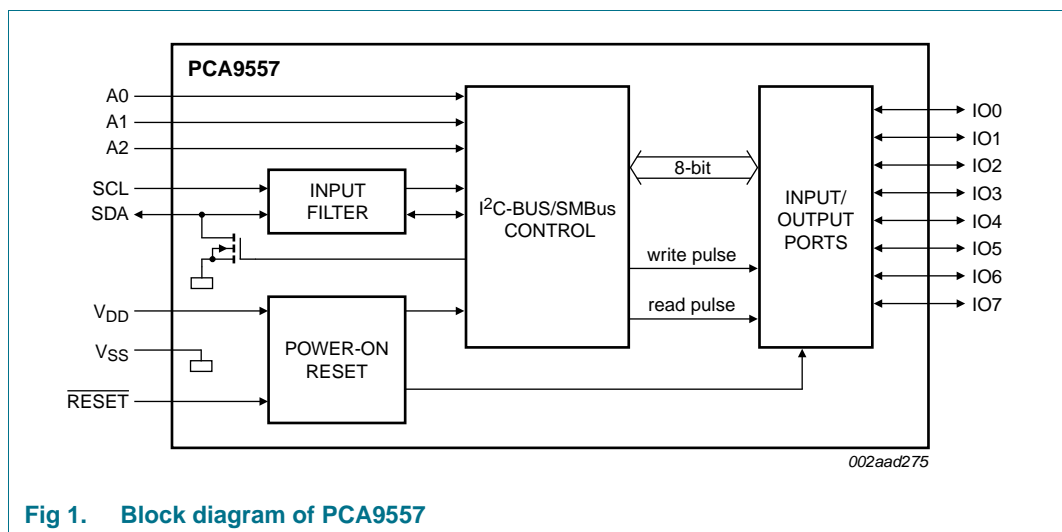 PCA9557
A0
A1
A2
SCL
SDA
INPUT
FILTER
I²C-BUS/SMBus
CONTROL
8-bit
write pulse
read pulse
INPUT/
OUTPUT
PORTS
IO0
IO1
IO2
IO3
IO4
IO5
IO6
IO7
VDD
VSS
RESET
POWER-ON
RESET
002aad275
Fig 1. Block diagram of PCA9557